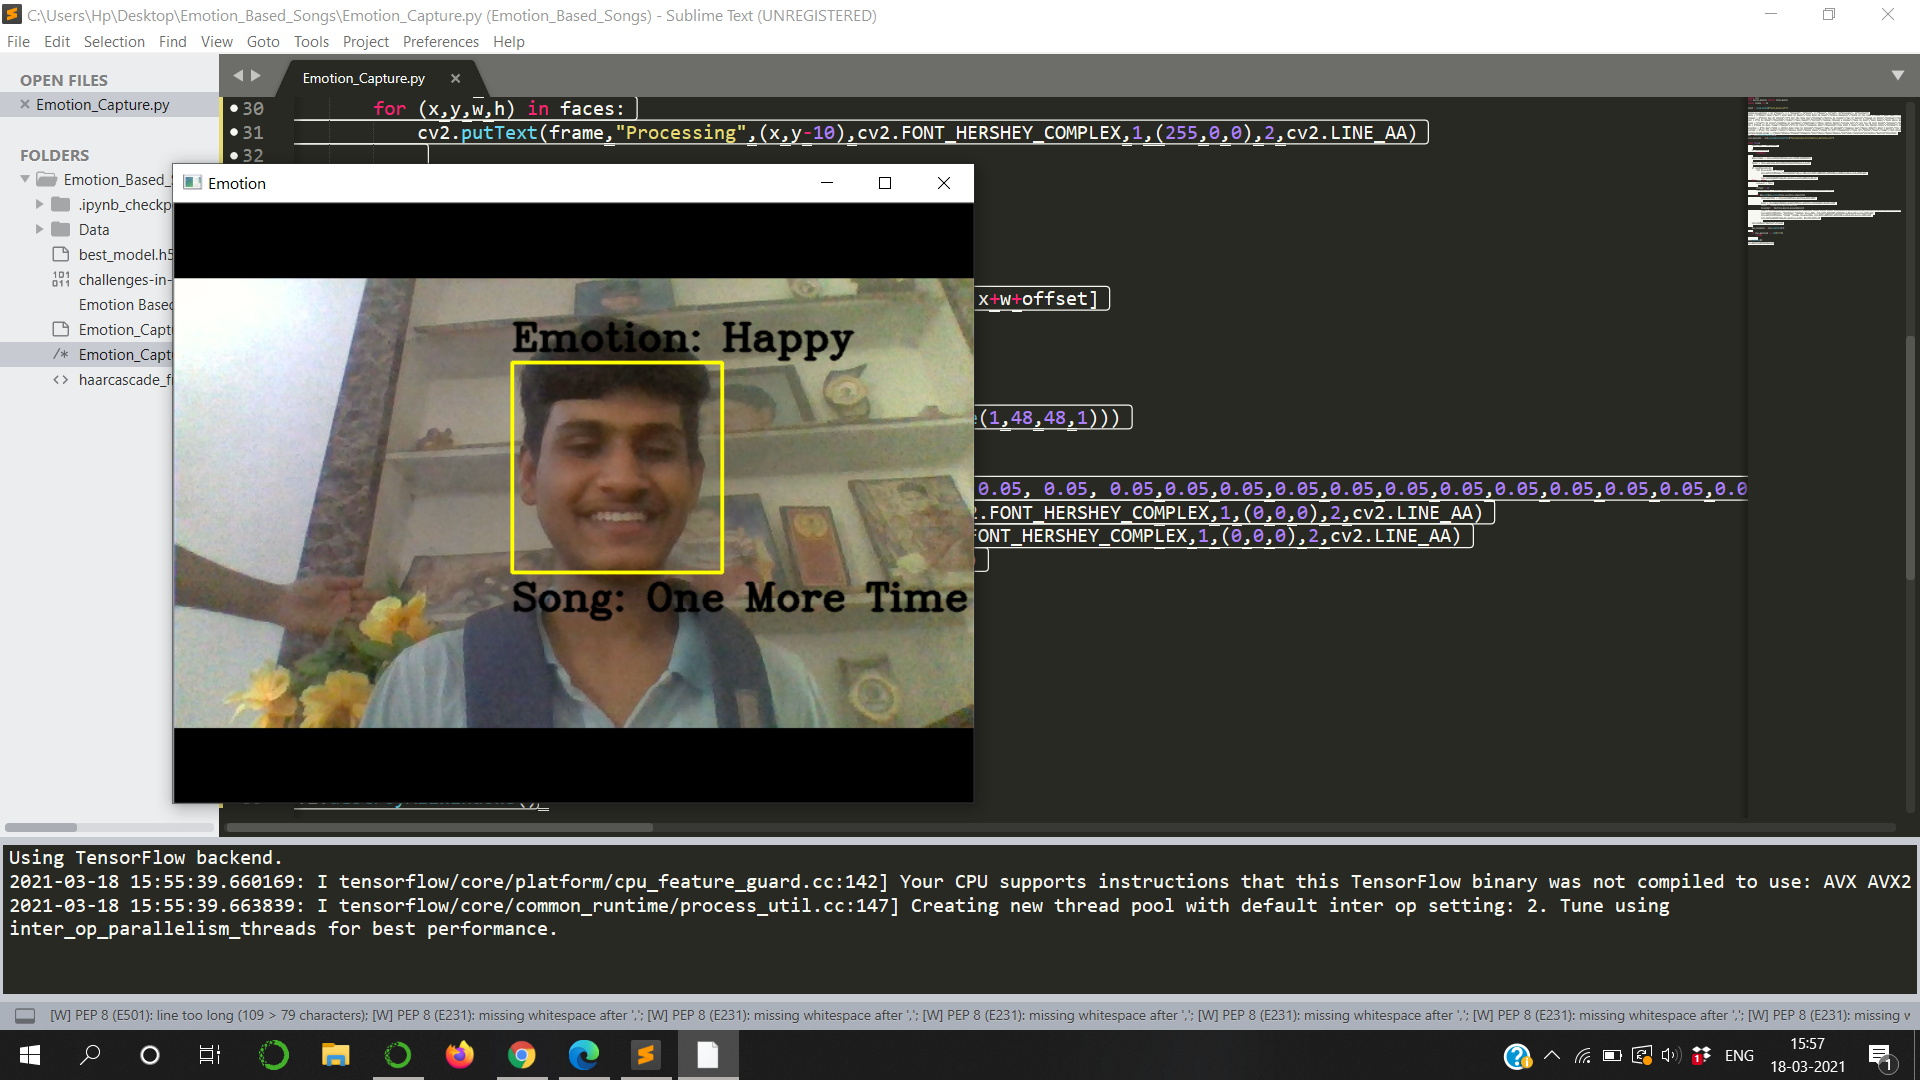 C:\Users\Hp\Desktop\Emotion_Based_Songs\Emotion_Capture.py (Emotion_Based_Songs) - Sublime Text (UNREGISTERED)
File Edit Selection Find View Goto Tools Project Preferences Help
OPEN FILES
Emotion_Capture.py
FOLDERS
Emotion_Based_S
.ipynb_checkp
Data
best_model.h5
challenges-in-
Emotion Based
Emotion_Capt
Emotion_Capt
haarcascade_f
Emotion_Capture.py
30 for (x,y,w,h) in faces:
31 cv2.putText(frame,"Processing",(x,y-10),cv2.FONT_HERSHEY_COMPLEX,1,(255,0,0),2,cv2.LINE_AA)
32
x+w+offset]
(1,48,48,1)))
0.05, 0.05, 0.05,0.05,0.05,0.05,0.05,0.05,0.05,0.05,0.05,0.05,0.05,0.0
.FONT_HERSHEY_COMPLEX,1,(0,0,0),2,cv2.LINE_AA)
FONT_HERSHEY_COMPLEX,1,(0,0,0),2,cv2.LINE_AA)
Emotion
Emotion: Happy
Song: One More Time
Using TensorFlow backend.
2021-03-18 15:55:39.660169: I tensorflow/core/platform/cpu_feature_guard.cc:142] Your CPU supports instructions that this TensorFlow binary was not compiled to use: AVX AVX2
2021-03-18 15:55:39.663839: I tensorflow/core/common_runtime/process_util.cc:147] Creating new thread pool with default inter op setting: 2. Tune using
inter_op_parallelism_threads for best performance.
[W] PEP 8 (E501): line too long (109 > 79 characters); [W] PEP 8 (E231): missing whitespace after ','; [W] PEP 8 (E231): missing whitespace after ','; [W] PEP 8 (E231): missing whitespace after ','; [W] PEP 8 (E231): missing whitespace after ','; [W] PEP 8 (E231): missing whitespace after ','; [W] PEP 8 (E231): missing w
ENG
15:57
18-03-2021
1